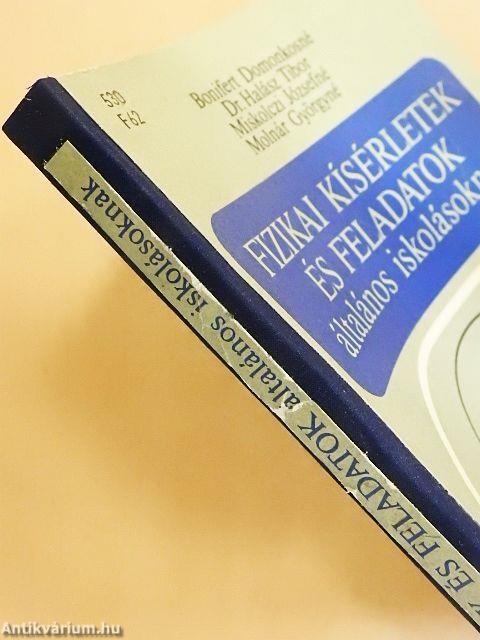 530
F62
Bonifert Domonkosné
Dr. Halász Tibor
Miskolczi Józsefné
Molnár Györgyné
FIZIKAI KÍSÉRLETEK
ÉS FELADATOK
általános iskolásokn
ÉS FELADATOK általános iskolásoknak
Antikvárium.hu